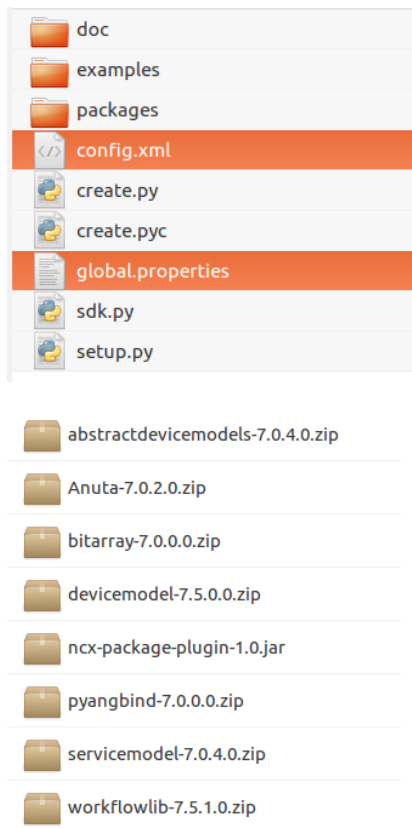 doc
examples
packages
config.xml
create.py
create.pyc
global.properties
sdk.py
setup.py
abstractdevicemodels-7.0.4.0.zip
Anuta-7.0.2.0.zip
bitarray-7.0.0.0.zip
devicemodel-7.5.0.0.zip
ncx-package-plugin-1.0.jar
pyangbind-7.0.0.0.zip
servicemodel-7.0.4.0.zip
workflowlib-7.5.1.0.zip